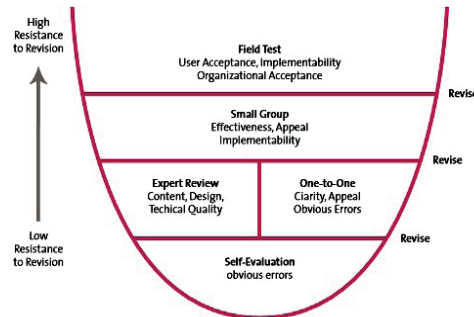 High
Resistance
to Revision
Field Test
User Acceptance, Implementability
Organizational Acceptance
Revise
Small Group
Effectiveness, Appeal
Implementability
Revise
Expert Review
Content, Design,
Techical Quality
One-to-One
Clarity, Appeal
Obvious Errors
Low
Resistance
to Revision
Revise
Self-Evaluation
obvious errors